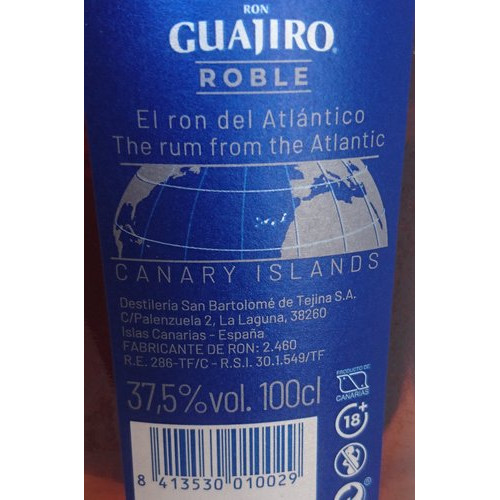 RON
GUAJIRO®
ROBLE
El ron del Atlántico
The rum from the Atlantic
CANARY ISLANDS
Destilería San Bartolomé de Tejina S.A.
C/Palenzuela 2, La Laguna, 38260
Islas Canarias - España
FABRICANTE DE RON: 2.460
R.E. 286-TF/C - R.S.I. 30.1.549/TF
PRODUCTO DE
CANARIAS
37,5%vol. 100cl
18+
8 413530 010029